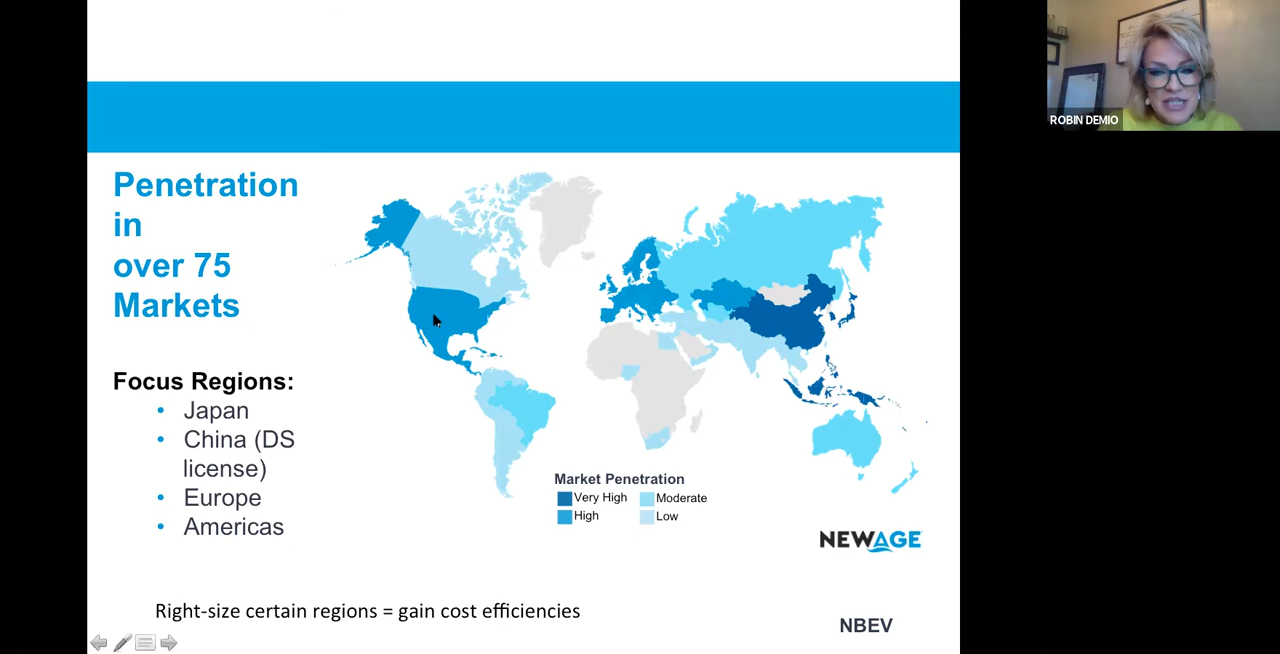 Penetration
in
over 75
Markets
Focus Regions:
• Japan
• China (DS
license)
• Europe
• Americas
Market Penetration
Very High
Moderate
High
Low
NEWAGE
Right-size certain regions = gain cost efficiencies
NBEV
ROBIN DEMIO